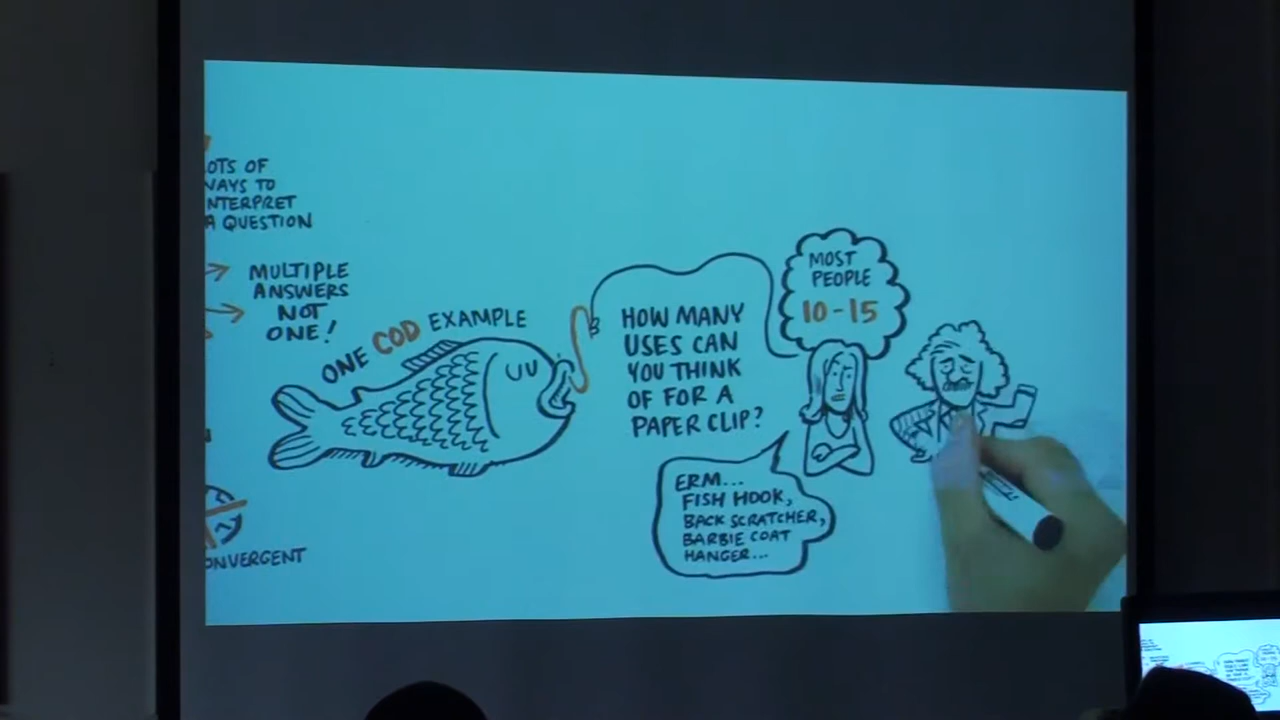 OTS OF
WAYS TO
NTERPRET
A QUESTION
MULTIPLE
ANSWERS
NOT
ONE!
ONE COD EXAMPLE
ONVERGENT
HOW MANY
USES CAN
YOU THINK
OF FOR A
PAPER CLIP?
MOST
PEOPLE
10-15
ERM...
FISH HOOK,
BACK SCRATCHER,
BARBIE COAT
HANGER...